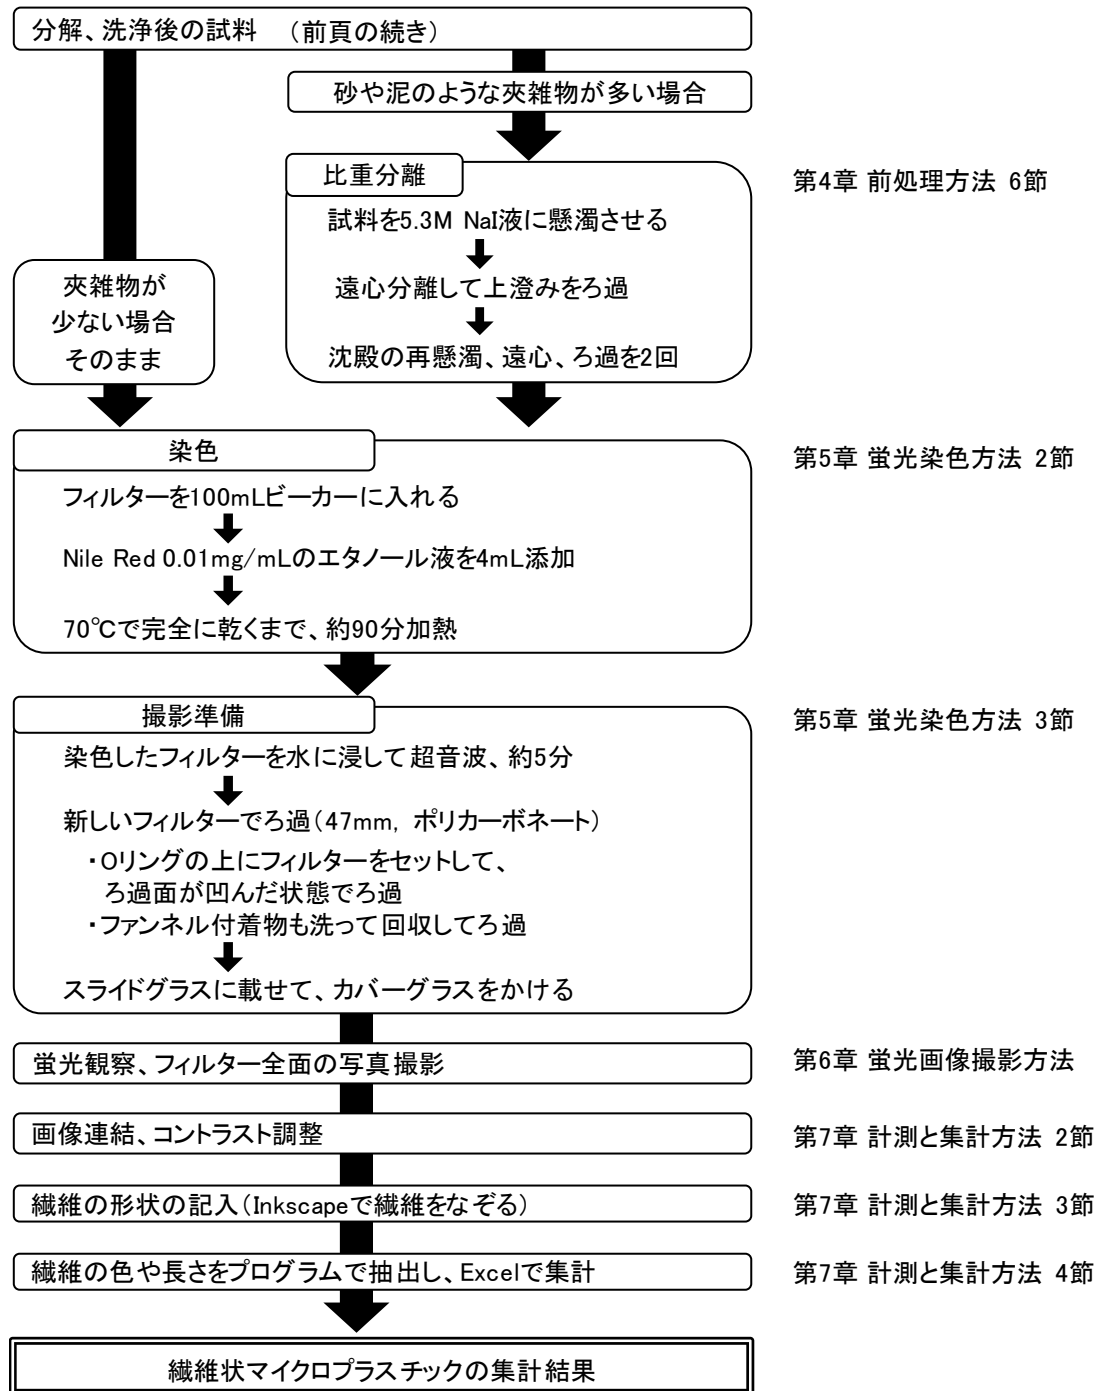 分解、洗浄後の試料　（前頁の続き）
砂や泥のような夾雑物が多い場合
比重分離
第4章 前処理方法 6節
試料を5.3M NaI液に懸濁させる
遠心分離して上澄みをろ過
沈殿の再懸濁、遠心、ろ過を2回
夾雑物が
少ない場合
そのまま
染色
第5章 蛍光染色方法 2節
フィルターを100mLビーカーに入れる
Nile Red 0.01mg/mLのエタノール液を4mL添加
70℃で完全に乾くまで、約90分加熱
撮影準備
第5章 蛍光染色方法 3節
染色したフィルターを水に浸して超音波、約5分
新しいフィルターでろ過（47mm, ポリカーボネート）
・Oリングの上にフィルターをセットして、
ろ過面が凹んだ状態でろ過
・ファンネル付着物も洗って回収してろ過
スライドグラスに載せて、カバーグラスをかける
蛍光観察、フィルター全面の写真撮影
第6章 蛍光画像撮影方法
画像連結、コントラスト調整
第7章 計測と集計方法 2節
繊維の形状の記入（Inkscapeで繊維をなぞる）
第7章 計測と集計方法 3節
繊維の色や長さをプログラムで抽出し、Excelで集計
第7章 計測と集計方法 4節
繊維状マイクロプラスチックの集計結果